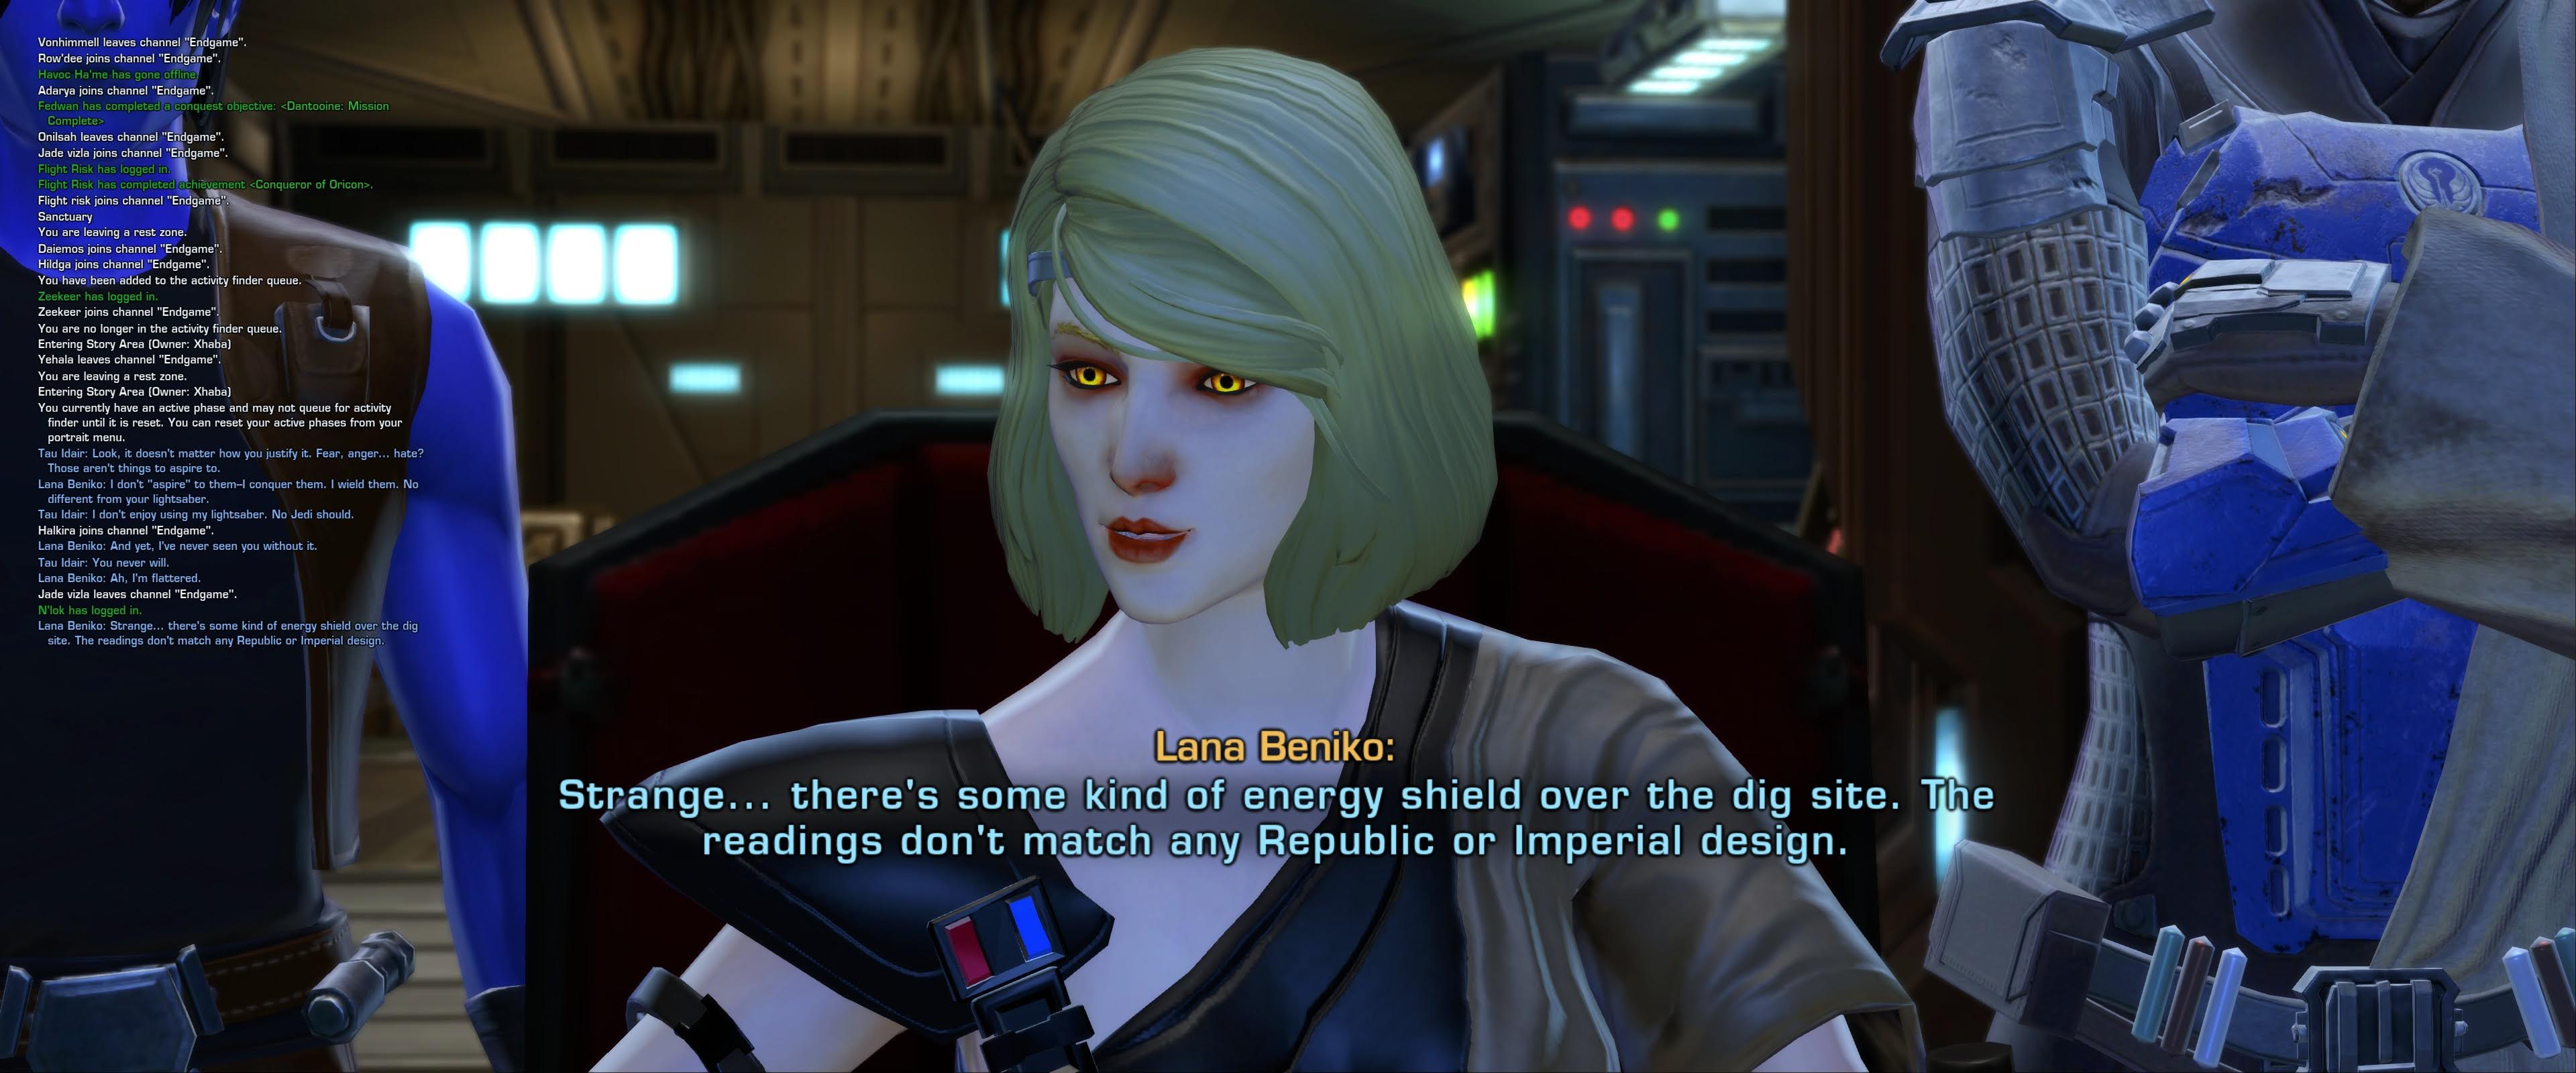 Vonhimmell leaves channel "Endgame".
Row'dee joins channel "Endgame".
Havoc Ha'me has gone offline.
Adarya joins channel "Endgame".
Fedwan has completed a conquest objective: <Dantooine: Mission
Complete>
Onilsah leaves channel "Endgame".
Jade vizla joins channel "Endgame".
Flight Risk has logged in.
Flight Risk has completed achievement <Conqueror of Oricon>.
Flight risk joins channel "Endgame".
Sanctuary
You are leaving a rest zone.
Daiemos joins channel "Endgame".
Hildga joins channel "Endgame".
You have been added to the activity finder queue.
Zeekeer has logged in.
Zeekeer joins channel "Endgame".
You are no longer in the activity finder queue.
Entering Story Area (Owner: Xhaba)
Yehala leaves channel "Endgame".
You are leaving a rest zone.
Entering Story Area (Owner: Xhaba)
You currently have an active phase and may not queue for activity
finder until it is reset. You can reset your active phases from your
portrait menu.
Tau Idair: Look, it doesn't matter how you justify it. Fear, anger... hate?
Those aren't things to aspire to.
Lana Beniko: I don't "aspire" to them–I conquer them. I wield them. No
different from your lightsaber.
Tau Idair: I don't enjoy using my lightsaber. No Jedi should.
Halkira joins channel "Endgame".
Lana Beniko: And yet, I've never seen you without it.
Tau Idair: You never will.
Lana Beniko: Ah, I'm flattered.
Jade vizla leaves channel "Endgame".
N'lok has logged in.
Lana Beniko: Strange... there's some kind of energy shield over the dig
site. The readings don't match any Republic or Imperial design.
Lana Beniko:
Strange... there's some kind of energy shield over the dig site. The
readings don't match any Republic or Imperial design.